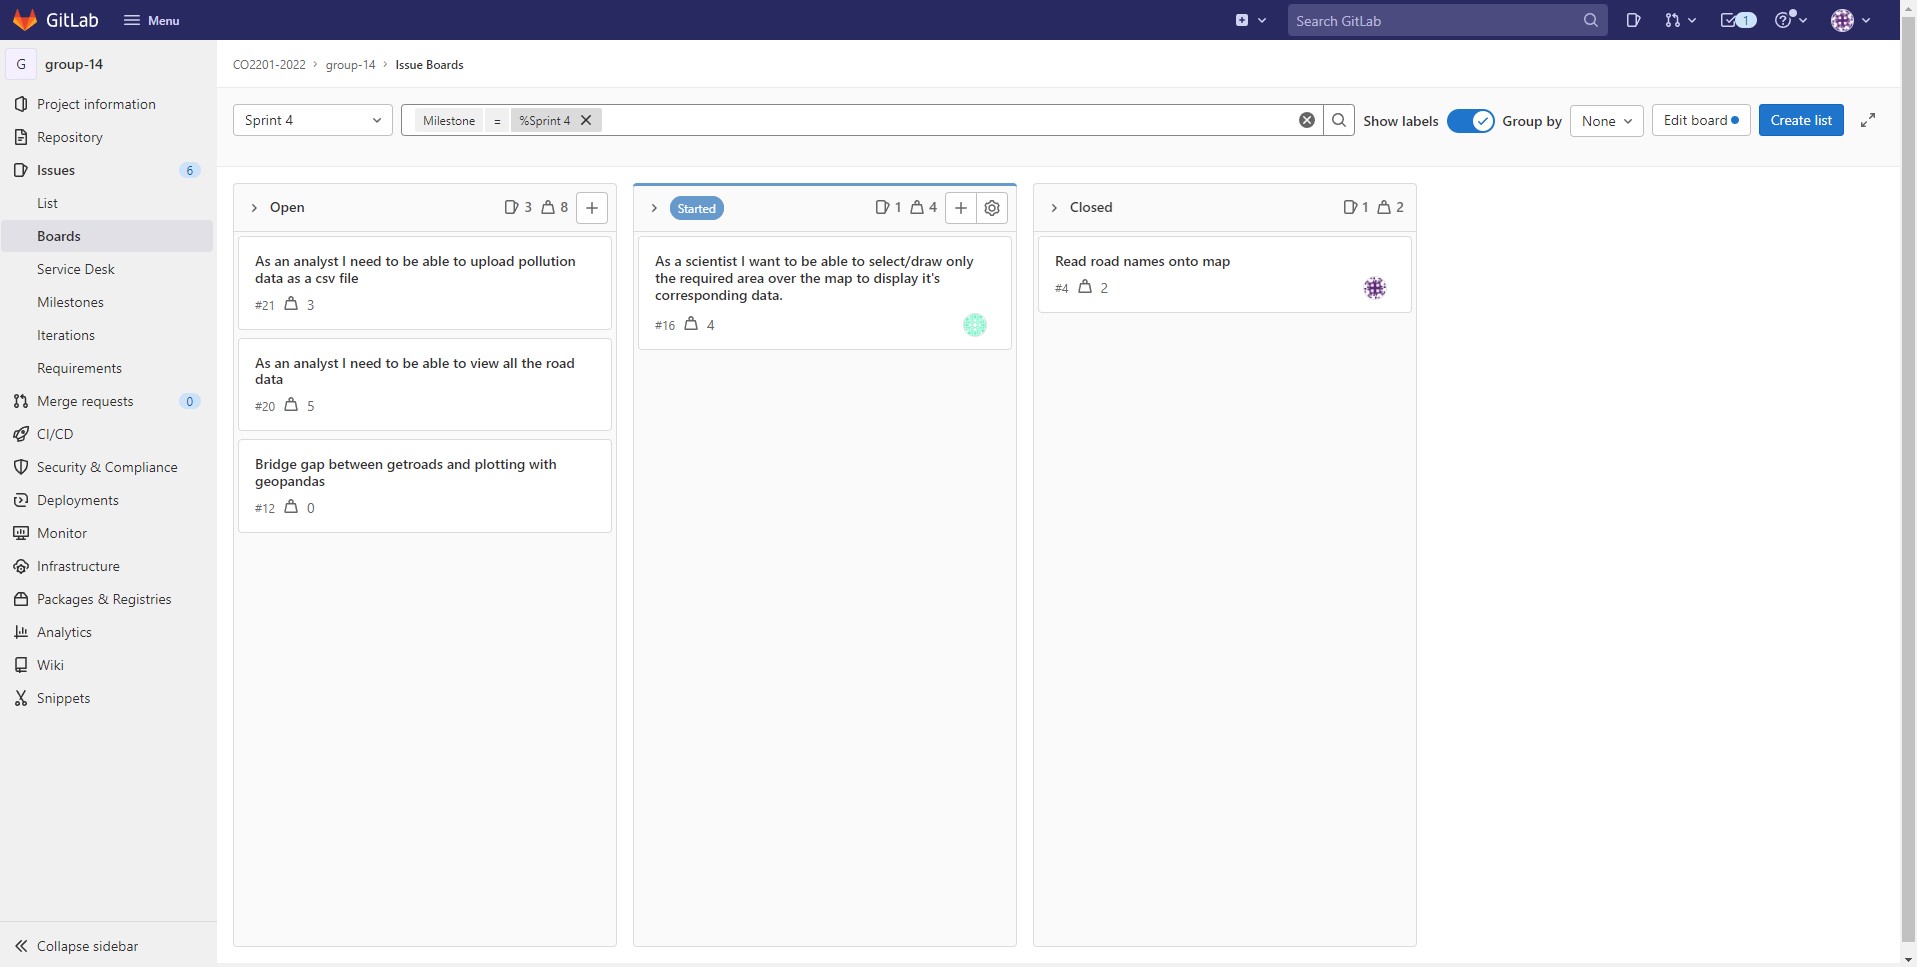 GitLab
Menu
Search GitLab
1
G
group-14
Project information
Repository
Issues
6
List
Boards
Service Desk
Milestones
Iterations
Requirements
Merge requests
0
CI/CD
Security & Compliance
Deployments
Monitor
Infrastructure
Packages & Registries
Analytics
Wiki
Snippets
Collapse sidebar
CO2201-2022 › group-14 › Issue Boards
Sprint 4
Milestone = %Sprint 4
Show labels
Group by
None
Edit board
Create list
Open
3
8
As an analyst I need to be able to upload pollution
data as a csv file
#21 3
As an analyst I need to be able to view all the road
data
#20 5
Bridge gap between getroads and plotting with
geopandas
#12 0
Started
1
4
As a scientist I want to be able to select/draw only
the required area over the map to display it's
corresponding data.
#16 4
Closed
1
2
Read road names onto map
#4 2